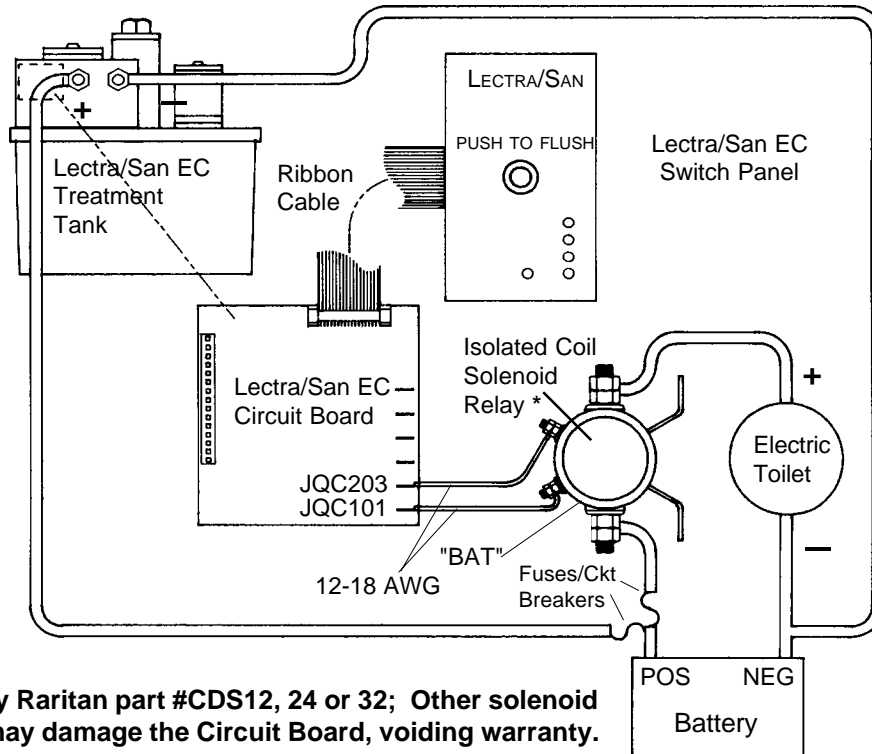 LECTRA/SAN
PUSH TO FLUSH
Lectra/San EC
Switch Panel
+
−
Lectra/San EC
Treatment
Tank
Ribbon
Cable
Isolated Coil
Solenoid
Relay *
Lectra/San EC
Circuit Board
+
Electric
Toilet
JQC203
JQC101
"BAT"
12-18 AWG
Fuses/Ckt
Breakers
—
POS NEG
Battery
y Raritan part #CDS12, 24 or 32; Other solenoid
may damage the Circuit Board, voiding warranty.